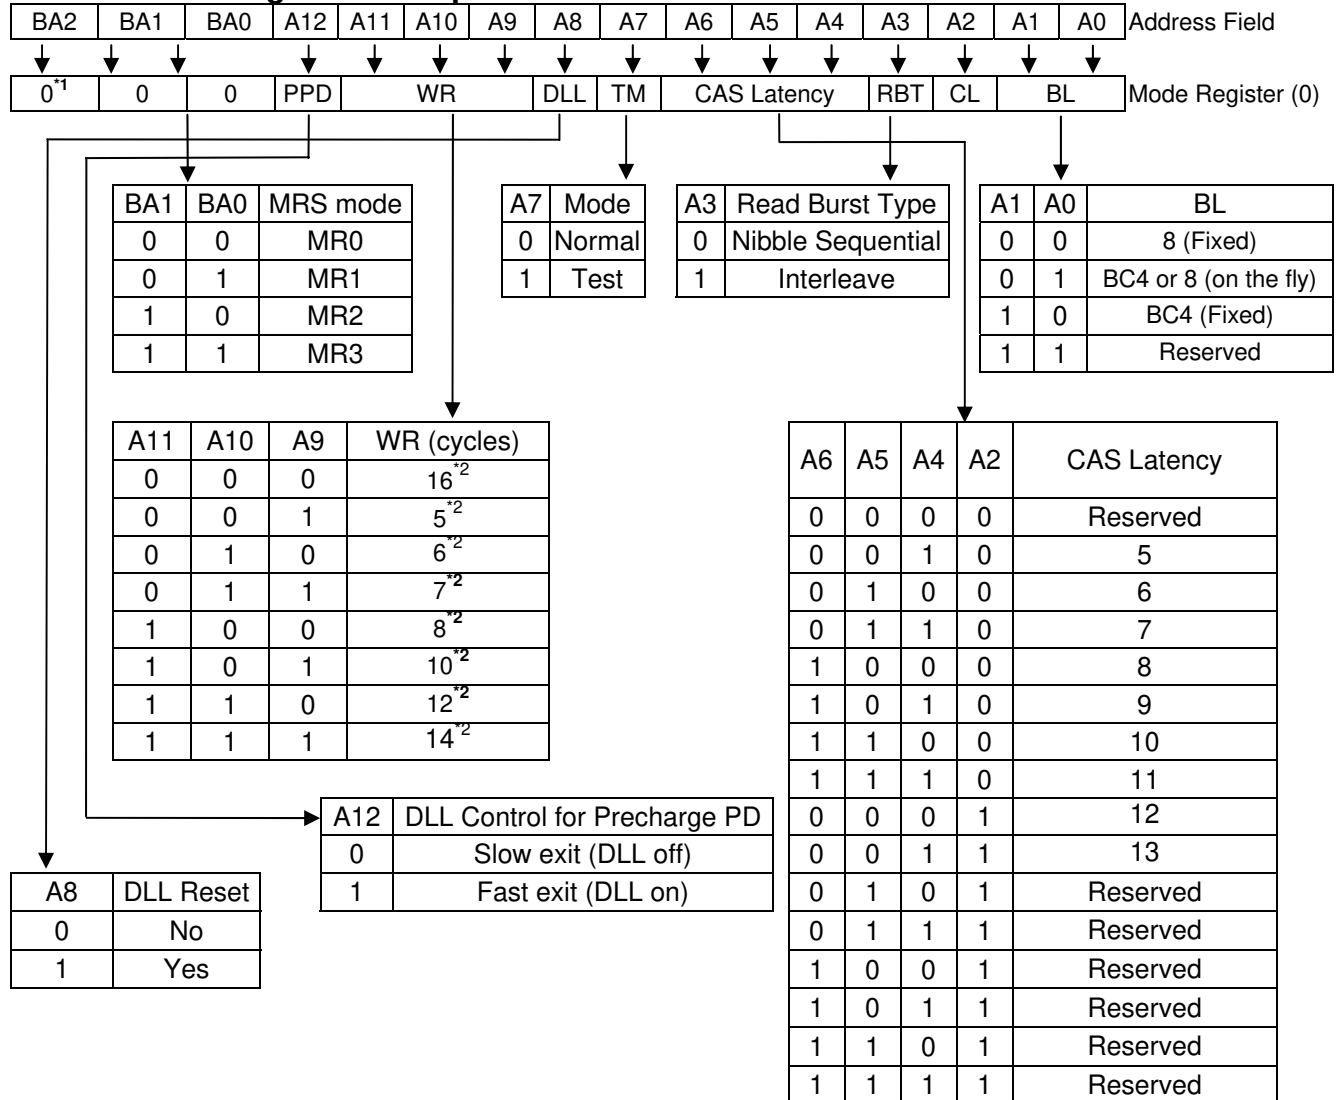 BA2 BA1 BA0 A12 A11 A10 A9 A8 A7 A6 A5 A4 A3 A2 A1 A0 Address Field
0*1 0 0 PPD WR DLL TM CAS Latency RBT CL BL Mode Register (0)
BA1 BA0 MRS mode
0 0 MR0
0 1 MR1
1 0 MR2
1 1 MR3
A7 Mode
0 Normal
1 Test
A3 Read Burst Type
0 Nibble Sequential
1 Interleave
A1 A0 BL
0 0 8 (Fixed)
0 1 BC4 or 8 (on the fly)
1 0 BC4 (Fixed)
1 1 Reserved
A11 A10 A9 WR (cycles)
0 0 0 16*2
0 0 1 5*2
0 1 0 6*2
0 1 1 7*2
1 0 0 8*2
1 0 1 10*2
1 1 0 12*2
1 1 1 14*2
A6 A5 A4 A2 CAS Latency
0 0 0 0 Reserved
0 0 1 0 5
0 1 0 0 6
0 1 1 0 7
1 0 0 0 8
1 0 1 0 9
1 1 0 0 10
1 1 1 0 11
0 0 0 1 12
0 0 1 1 13
0 1 0 1 Reserved
0 1 1 1 Reserved
1 0 0 1 Reserved
1 0 1 1 Reserved
1 1 0 1 Reserved
1 1 1 1 Reserved
A12 DLL Control for Precharge PD
0 Slow exit (DLL off)
1 Fast exit (DLL on)
A8 DLL Reset
0 No
1 Yes